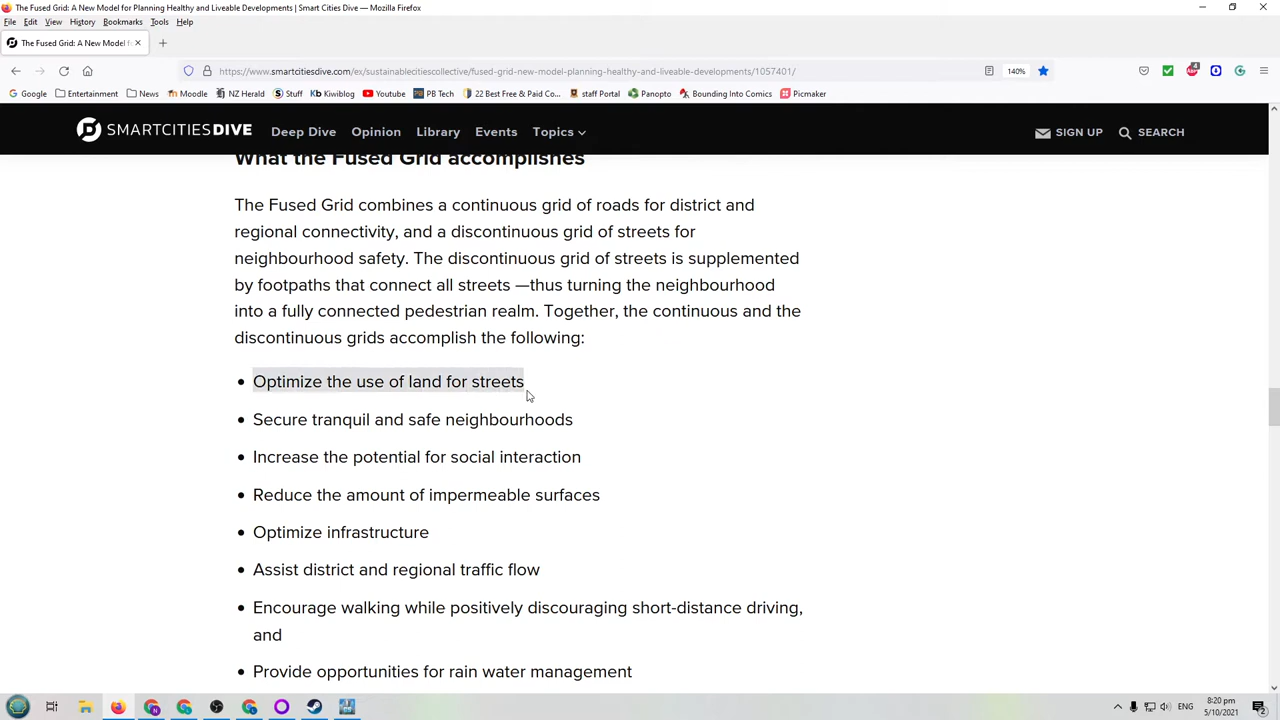 The Fused Grid: A New Model for Planning Healthy and Liveable Developments | Smart Cities Dive — Mozilla Firefox
File Edit View History Bookmarks Tools Help
The Fused Grid: A New Model f
https://www.smartcitiesdive.com/ex/sustainablecitiescollective/fused-grid-new-model-planning-healthy-and-liveable-developments/1057401/ 140%
Google Entertainment News Moodle NZ Herald Stuff Kiwiblog Youtube PB Tech 22 Best Free & Paid Co... staff Portal Panopto Bounding Into Comics Picmaker
SMARTCITIESDIVE Deep Dive Opinion Library Events Topics SIGN UP SEARCH
What the Fused Grid accomplishes
The Fused Grid combines a continuous grid of roads for district and
regional connectivity, and a discontinuous grid of streets for
neighbourhood safety. The discontinuous grid of streets is supplemented
by footpaths that connect all streets —thus turning the neighbourhood
into a fully connected pedestrian realm. Together, the continuous and the
discontinuous grids accomplish the following:
• Optimize the use of land for streets
• Secure tranquil and safe neighbourhoods
• Increase the potential for social interaction
• Reduce the amount of impermeable surfaces
• Optimize infrastructure
• Assist district and regional traffic flow
• Encourage walking while positively discouraging short-distance driving,
and
• Provide opportunities for rain water management
ENG 8:20 pm
5/10/2021